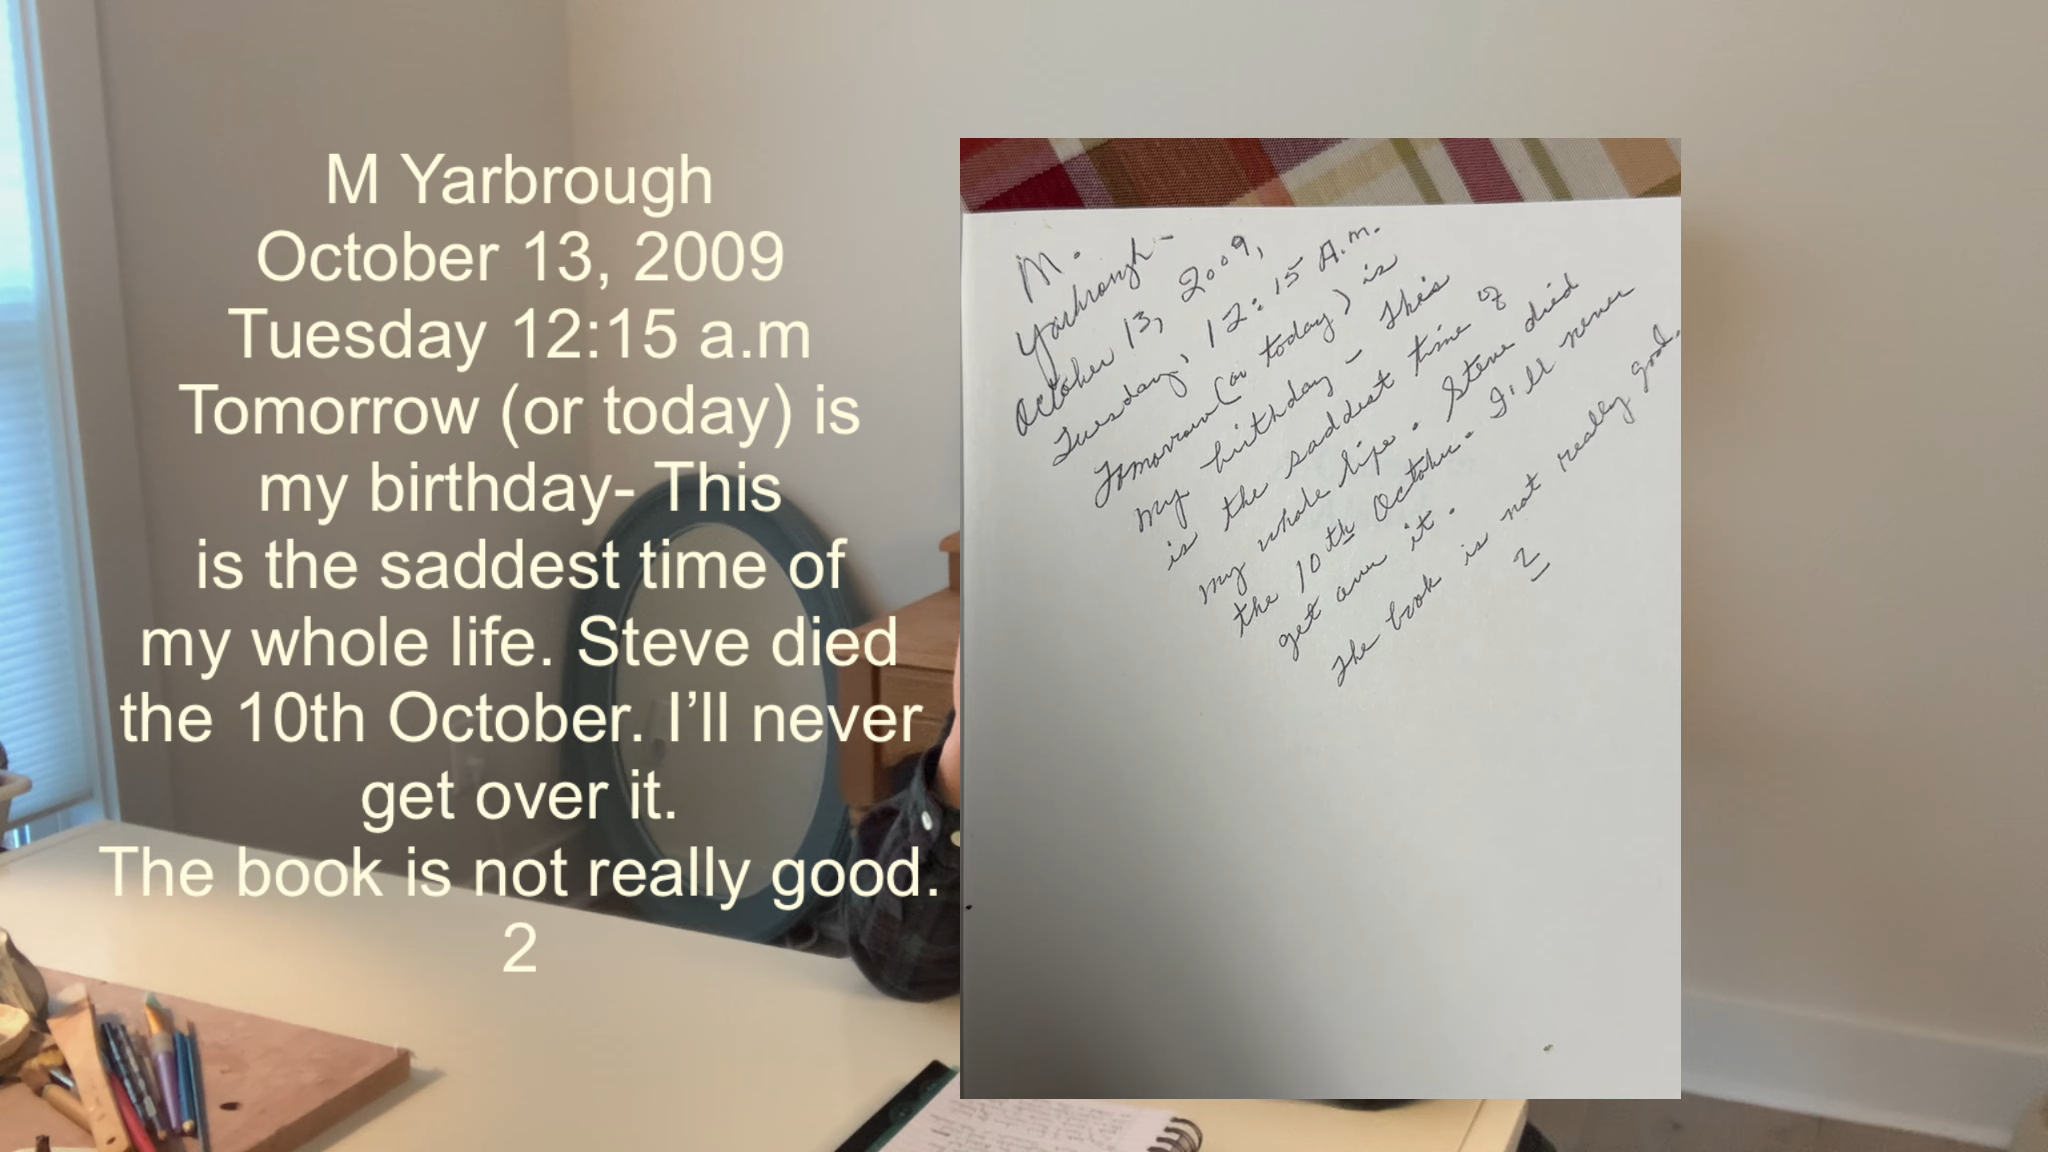 M Yarbrough
October 13, 2009
Tuesday 12:15 a.m
Tomorrow (or today) is
my birthday- This
is the saddest time of
my whole life. Steve died
the 10th October. I’ll never
get over it.
The book is not really good.
2
M.
Yarbrough-
October 13, 2009,
Tuesday, 12:15 A.m.
Tomorrow (or today) is
my birthday - This
is the saddest time of
my whole life. Steve died
the 10th October. I'll never
get over it.
The book is not really good.
2